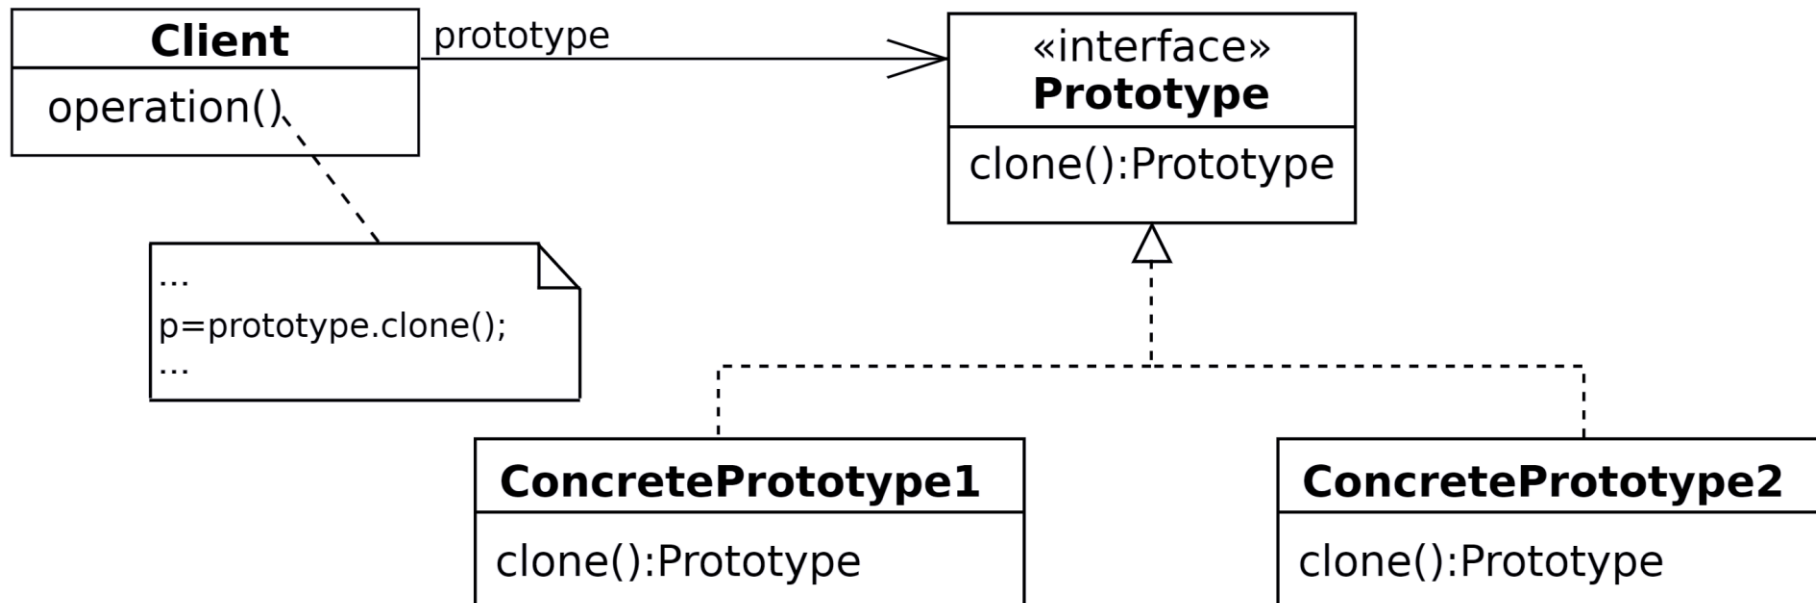 Client
operation()
prototype
«interface»
Prototype
clone():Prototype
...
p=prototype.clone();
...
ConcretePrototype1
clone():Prototype
ConcretePrototype2
clone():Prototype